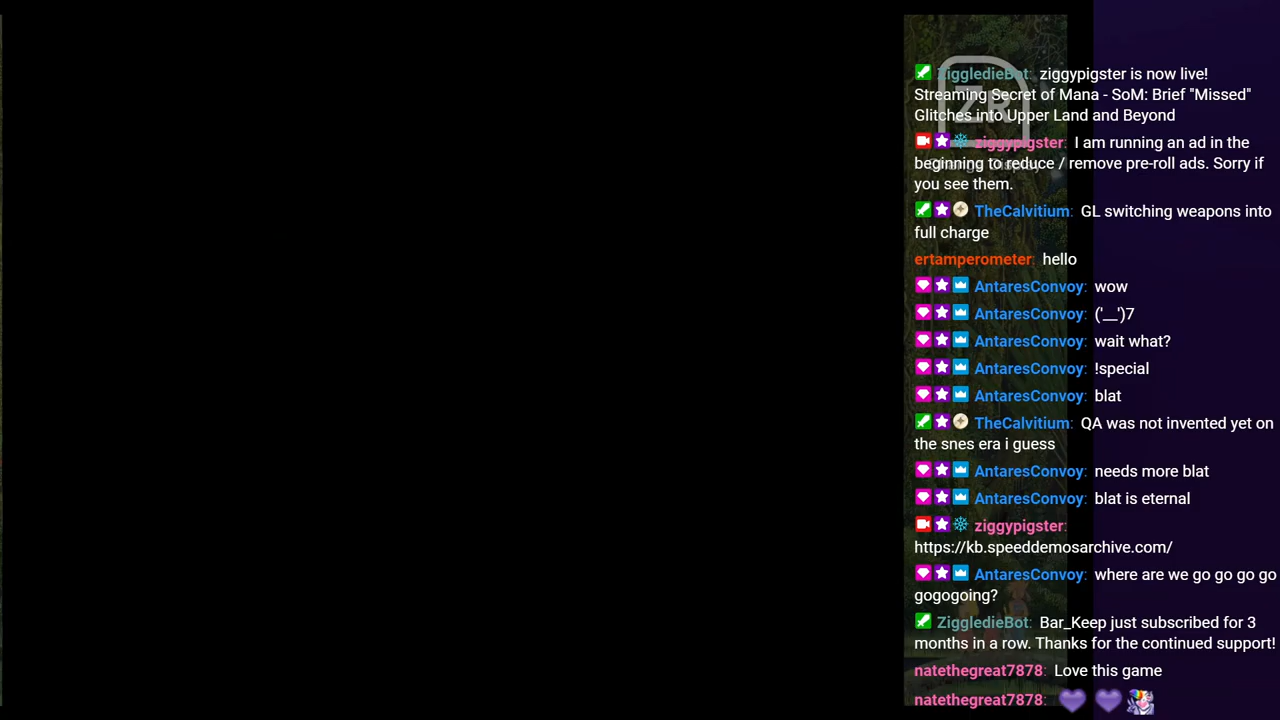 ZiggledieBot: ziggypigster is now live!
Streaming Secret of Mana - SoM: Brief "Missed"
Glitches into Upper Land and Beyond
ziggypigster: I am running an ad in the
beginning to reduce / remove pre-roll ads. Sorry if
you see them.
TheCalvitium: GL switching weapons into
full charge
ertamperometer: hello
AntaresConvoy: wow
AntaresConvoy: ('__')7
AntaresConvoy: wait what?
AntaresConvoy: !special
AntaresConvoy: blat
TheCalvitium: QA was not invented yet on
the snes era i guess
AntaresConvoy: needs more blat
AntaresConvoy: blat is eternal
ziggypigster:
https://kb.speeddemosarchive.com/
AntaresConvoy: where are we go go go go
gogogoing?
ZiggledieBot: Bar_Keep just subscribed for 3
months in a row. Thanks for the continued support!
natethegreat7878: Love this game
natethegreat7878:
ZR